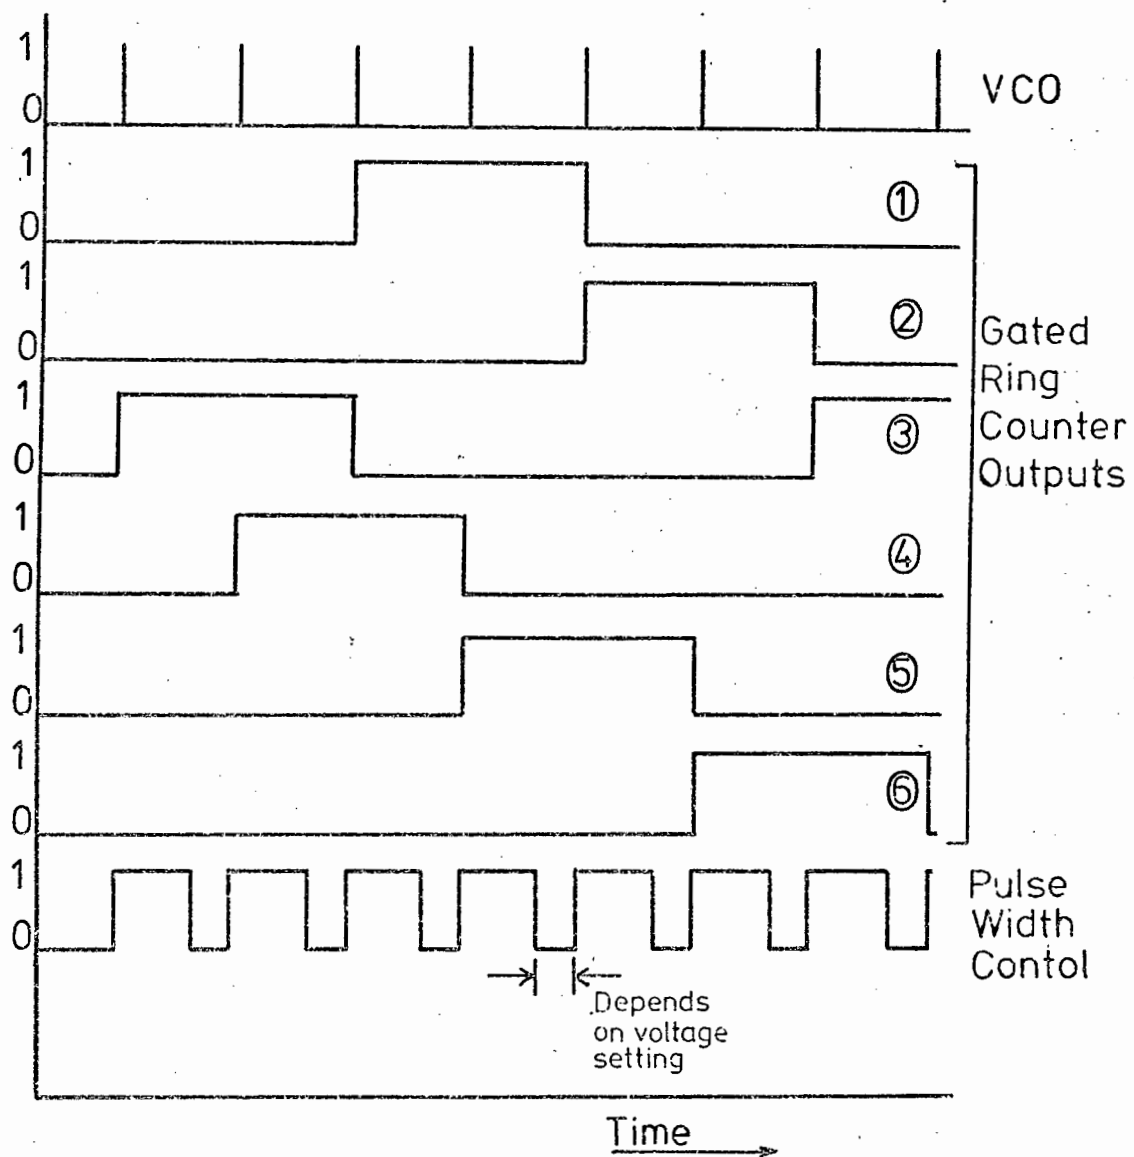 1
0
VCO
1
0
①
1
0
②
1
0
③
1
0
④
1
0
⑤
1
0
⑥
Gated
Ring
Counter
Outputs
1
0
Pulse
Width
Contol
Depends
on voltage
setting
Time